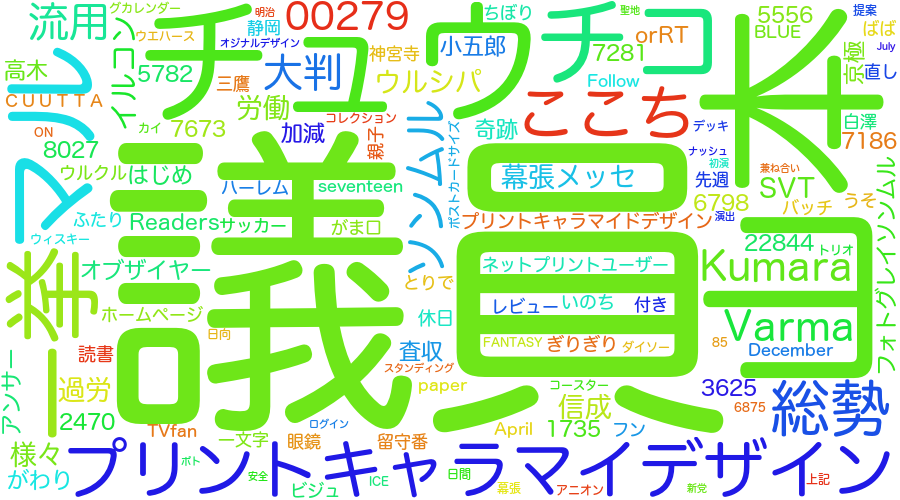 グカレンダー
明治
00279
ちぼり
聖地
提案
流用
チュウ
チコ
5556
ばば
ウエハース
静岡
オリジナルデザイン
BLUE
July
高木
イルコン
5782
大判
神宮寺
小五郎
7281
orRT
本
京極
直し
CUUTTA
三鷹
ウルシパ
Follow
マル
労働
コレクション
ここち
白澤
ON
カイ
7673
加減
親子
ソンムル
ポストカードサイズ
奇跡
デッキ
7186
8027
議員
ナッシュ
ウルクル
はじめ
ハーレム
seventeen
幕張メッセ
初演
先週
兼ね合い
SVT
うそ
ふたり
Readers
サッカー
がま口
プリントキャラマイドデザイン
6798
演出
バッチ
ウィスキー
22844
トリオ
挙一
オブザイヤー
とりで
ネットプリントユーザー
Kumara
フォトグレイソンムル
ホームページ
レビュー
いのち
付き
日向
休日
Varma
読書
査収
FANTASY
ぎりぎり
ダイソー
85
December
アンサー
過労
スタンディング
paper
コースター
3625
総勢
2470
信成
6875
TVfan
ログイン
April
1735
フン
様々
一文字
眼鏡
留守番
プリントキャラマイデザイン
がわり
ポト
安全
ICE
日間
上記
ビジュ
幕張
アニオン
新党